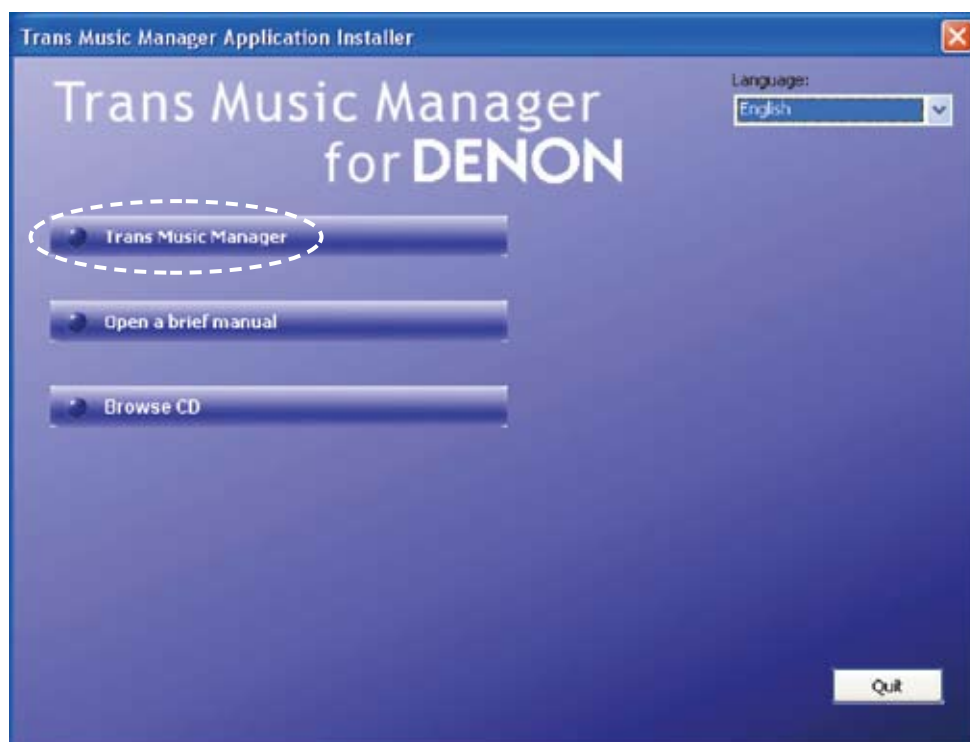 Trans Music Manager Application Installer
Trans Music Manager
for DENON
Language:
English
Trans Music Manager
Open a brief manual
Browse CD
Quit